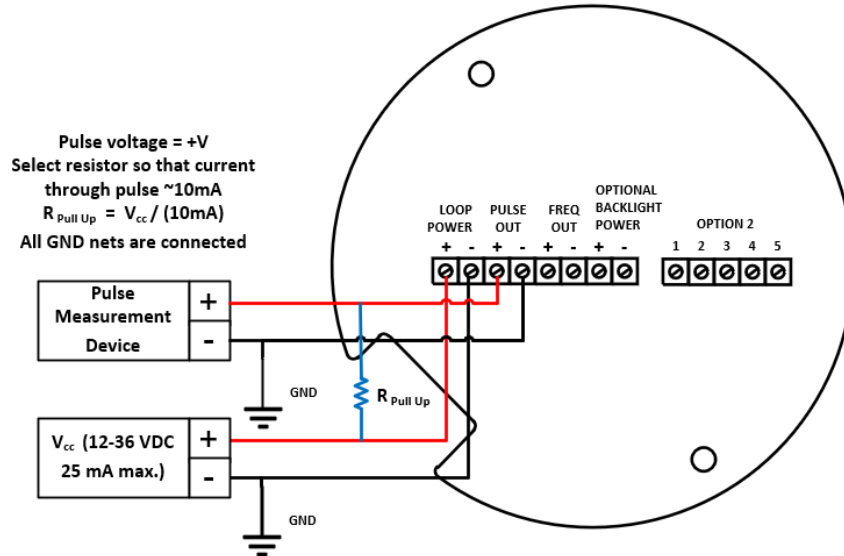 Pulse voltage = +V
Select resistor so that current
through pulse ~10mA
R Pull Up = Vcc / (10mA)
All GND nets are connected
LOOP POWER
+ -
PULSE OUT
+ -
FREQ OUT
+ -
OPTIONAL BACKLIGHT POWER
+ -
OPTION 2
1 2 3 4 5
Pulse
Measurement
Device
+
-
GND
R Pull Up
Vcc (12-36 VDC
25 mA max.)
+
-
GND